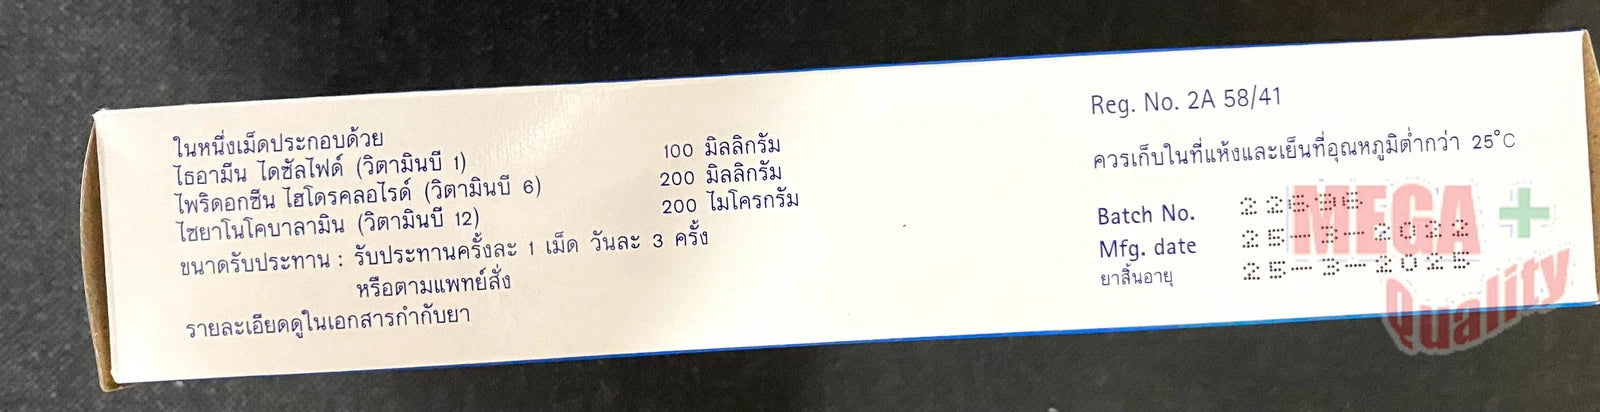 ในหนึ่งเม็ดประกอบด้วย
ไธอามีน ไดซัลไฟด์ (วิตามินบี 1) 100 มิลลิกรัม
ไพริดอกซีน ไฮโดรคลอไรด์ (วิตามินบี 6) 200 มิลลิกรัม
ไซยาโนโคบาลามิน (วิตามินบี 12) 200 ไมโครกรัม
ขนาดรับประทาน : รับประทานครั้งละ 1 เม็ด วันละ 3 ครั้ง
หรือตามแพทย์สั่ง
รายละเอียดดูในเอกสารกำกับยา
Reg. No. 2A 58/41
ควรเก็บในที่แห้งและเย็นที่อุณหภูมิต่ำกว่า 25°C
Batch No. 22696
Mfg. date 25-3-2022
ยาสิ้นอายุ 25-3-2025
MEGA +
Quality